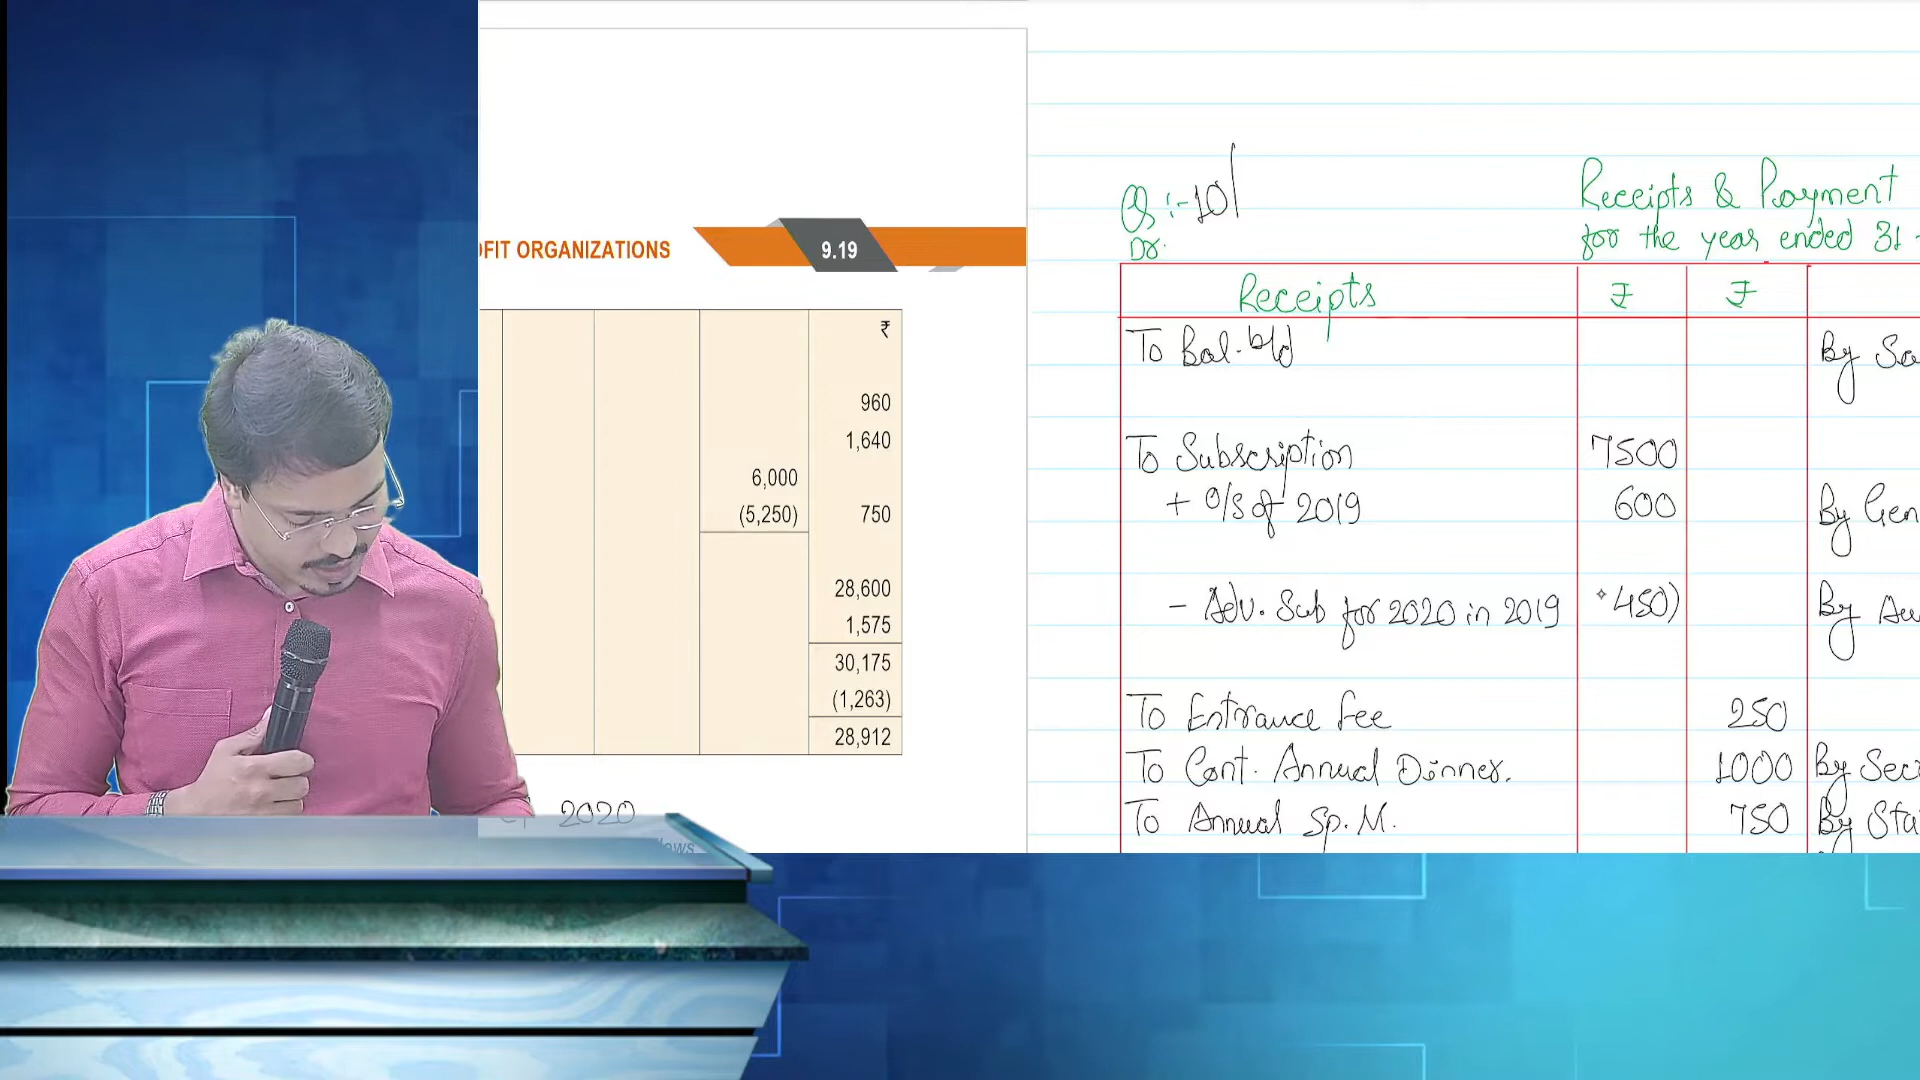 FIT ORGANIZATIONS 9.19
₹
960
1,640
6,000
(5,250) 750
28,600
1,575
30,175
(1,263)
28,912
2020
Q :- 10
Receipts & Payment
for the year ended 31
Dr.
Receipts ₹ ₹
To Bal. b/d By
To Subscription 7500
+ O/S of 2019 600 By Gen
- Adv. Sub for 2020 in 2019 450) By
To Entrance fee 250
To Cont. Annual Dinner. 1000 By
To Annual Sp. M. 750 By